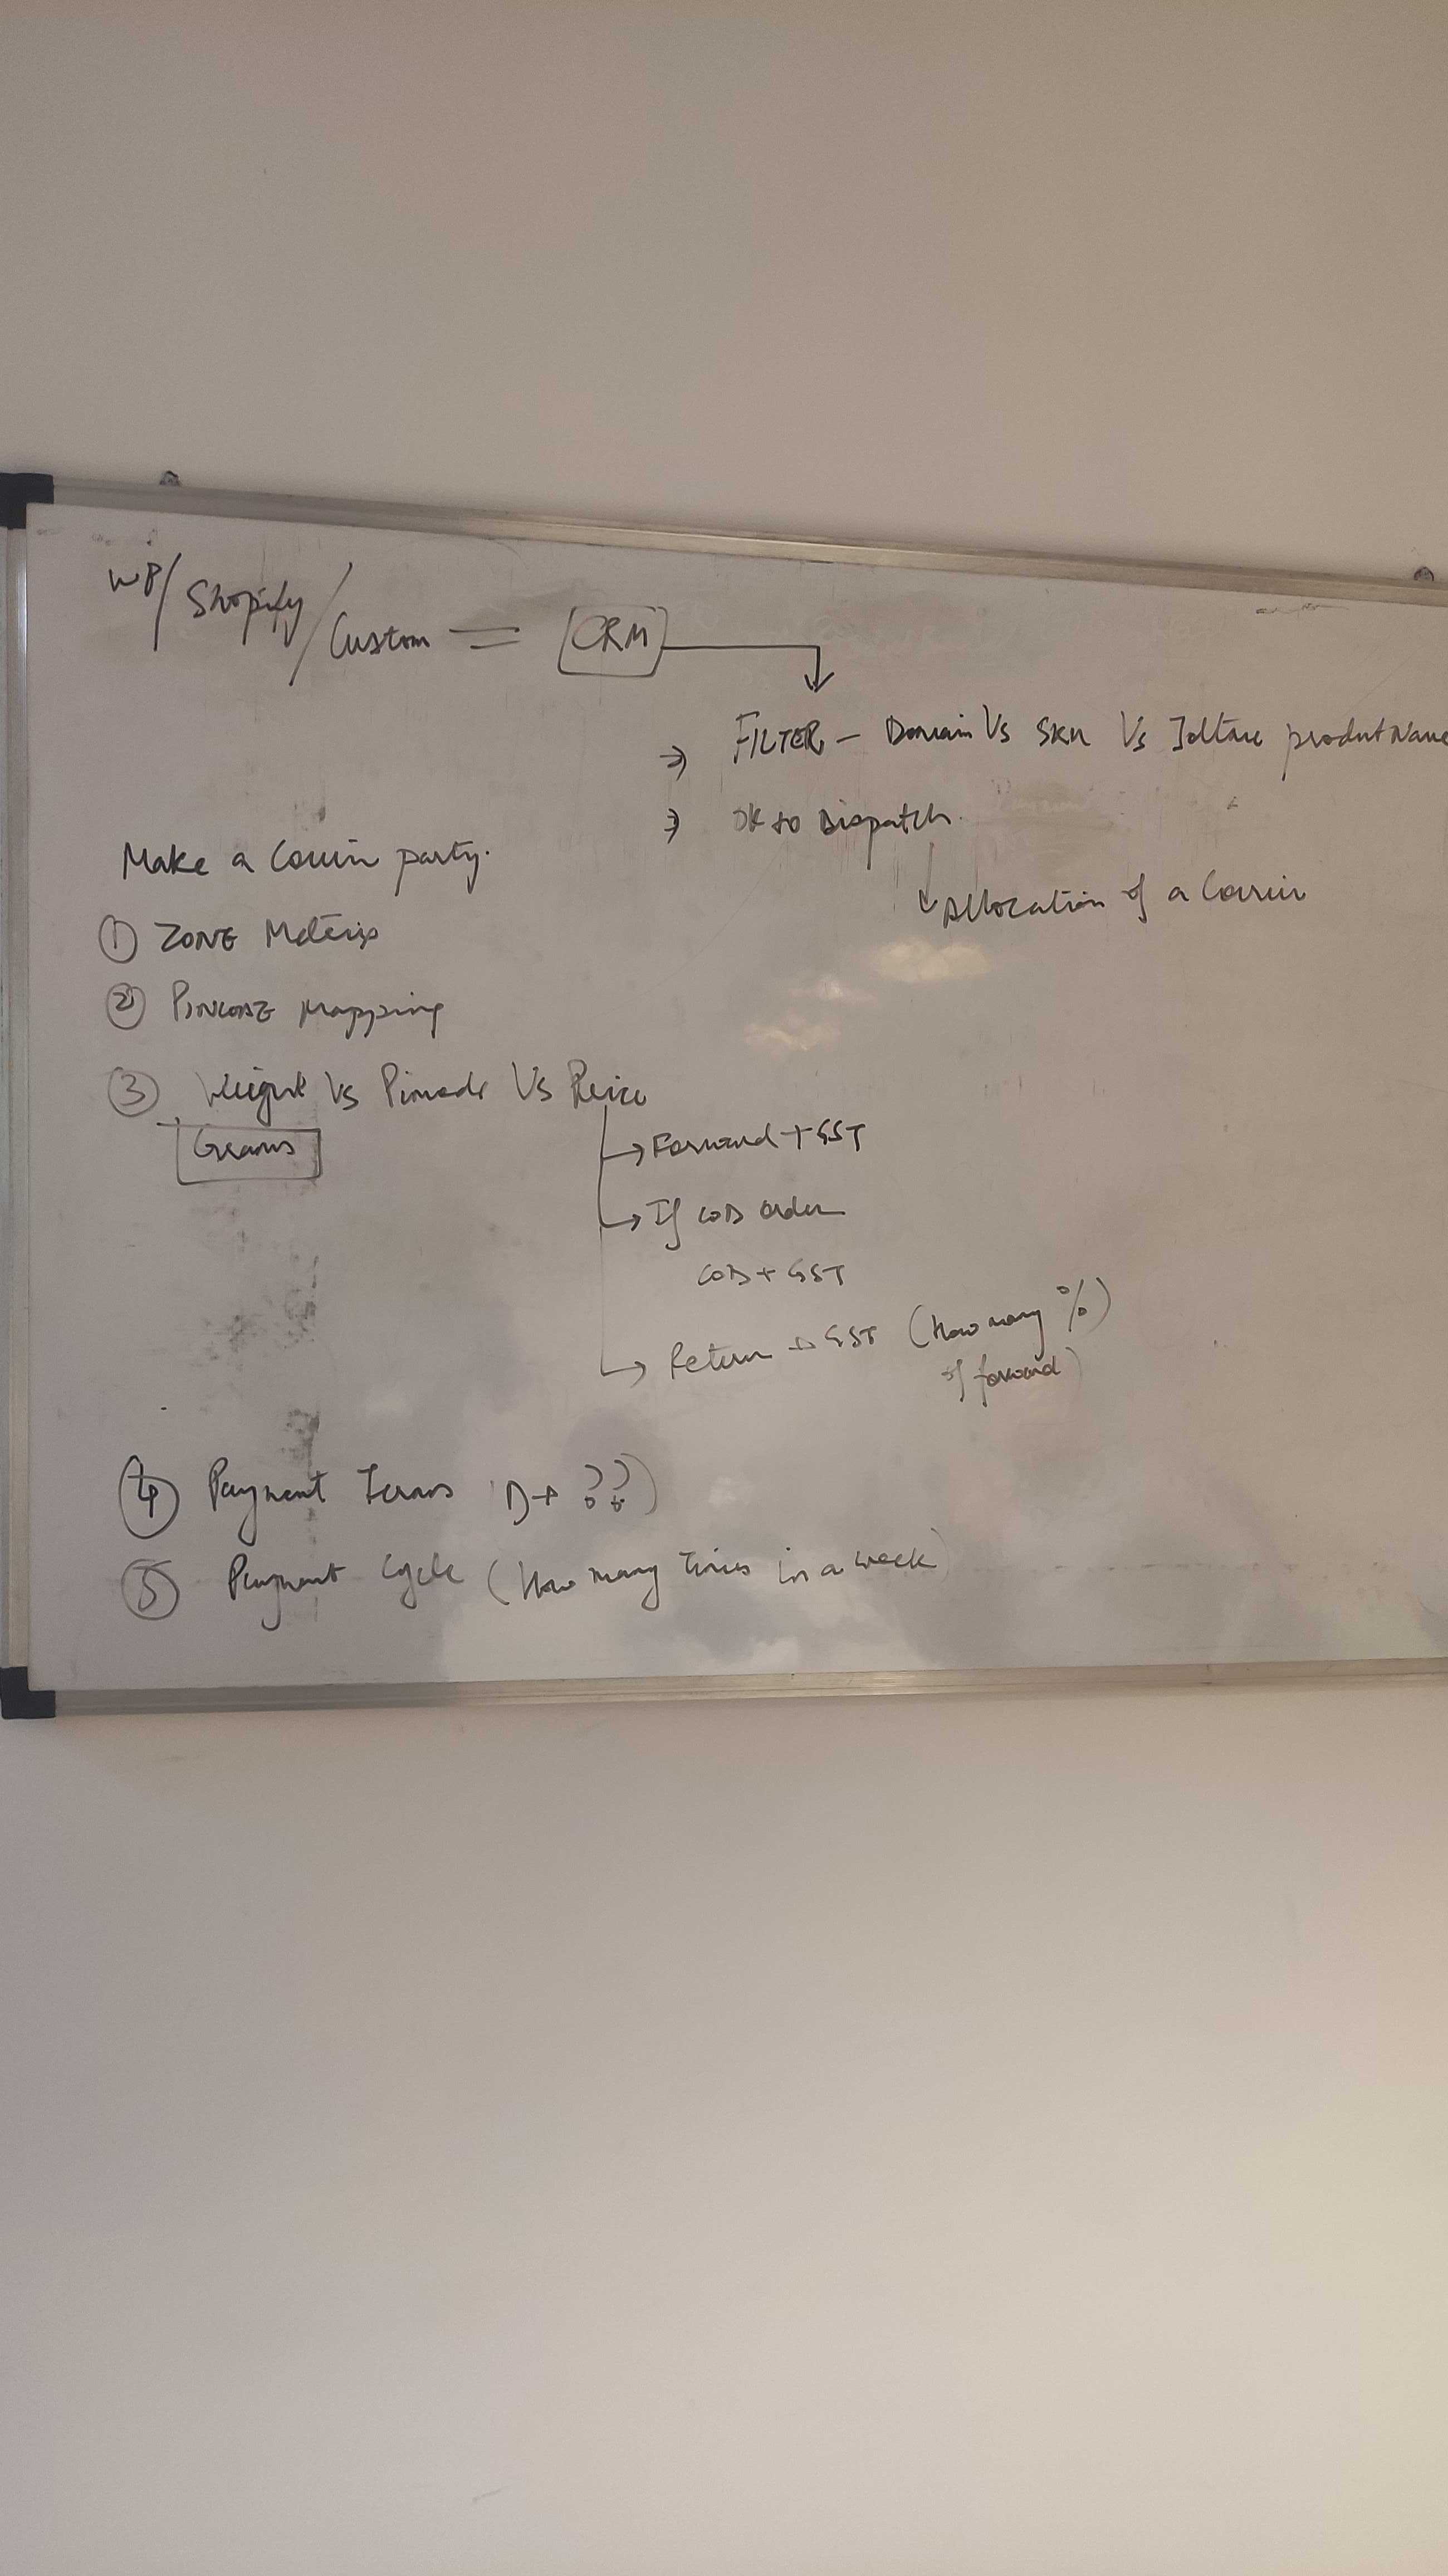 WP/ Shopify/ Custom = CRM
⇒ FILTER - Domain Vs SKU Vs product Name
⇒ OK to Dispatch.
Allocation of a Courier
Make a Courier party.
① ZONE Matrix
② PINCODE Mapping
③ Weight Vs Pincode Vs Price
Grams
→ Forward + GST
→ If COD order
COD + GST
→ Return GST (How many %
of forward)
④ Payment Terms D+ ??)
⑤ Payment Cycle (How many Times in a week)